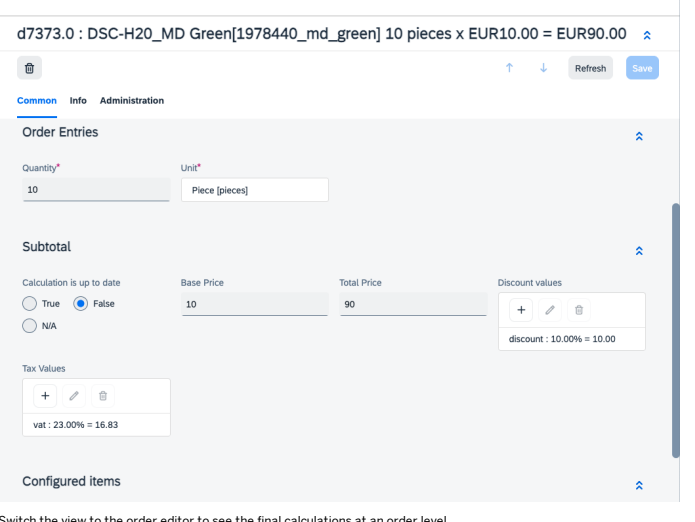 d7373.0 : DSC-H20_MD Green[1978440_md_green] 10 pieces x EUR10.00 = EUR90.00
Refresh Save
Common Info Administration
Order Entries
Quantity* Unit*
10 Piece [pieces]
Subtotal
Calculation is up to date Base Price Total Price Discount values
True False 10 90
N/A
discount : 10.00% = 10.00
Tax Values
vat : 23.00% = 16.83
Configured items
Switch the view to the order editor to see the final calculations at an order level